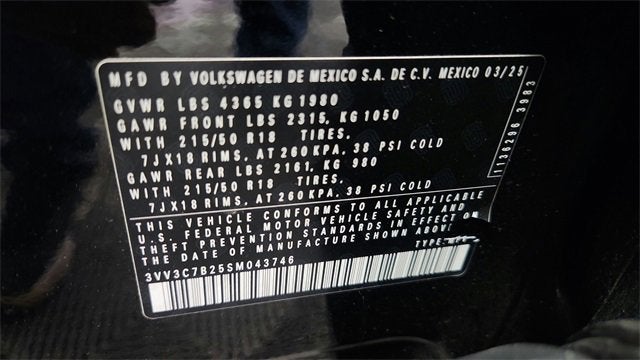 MFD BY VOLKSWAGEN DE MEXICO S.A. DE C.V. MEXICO 03/25
GVWR LBS 4365 KG 1980
GAWR FRONT LBS 2315, KG 1050
WITH 215/50 R18 TIRES,
7JX18 RIMS, AT 260 KPA, 38 PSI COLD
GAWR REAR LBS 2161, KG 980
WITH 215/50 R18 TIRES,
7JX18 RIMS, AT 260 KPA, 38 PSI COLD
THIS VEHICLE CONFORMS TO ALL APPLICABLE
U.S. FEDERAL MOTOR VEHICLE SAFETY AND
THEFT PREVENTION STANDARDS IN EFFECT ON
THE DATE OF MANUFACTURE SHOWN ABOVE
TYPE:
3VV3C7B25SM043746
1136296 3983